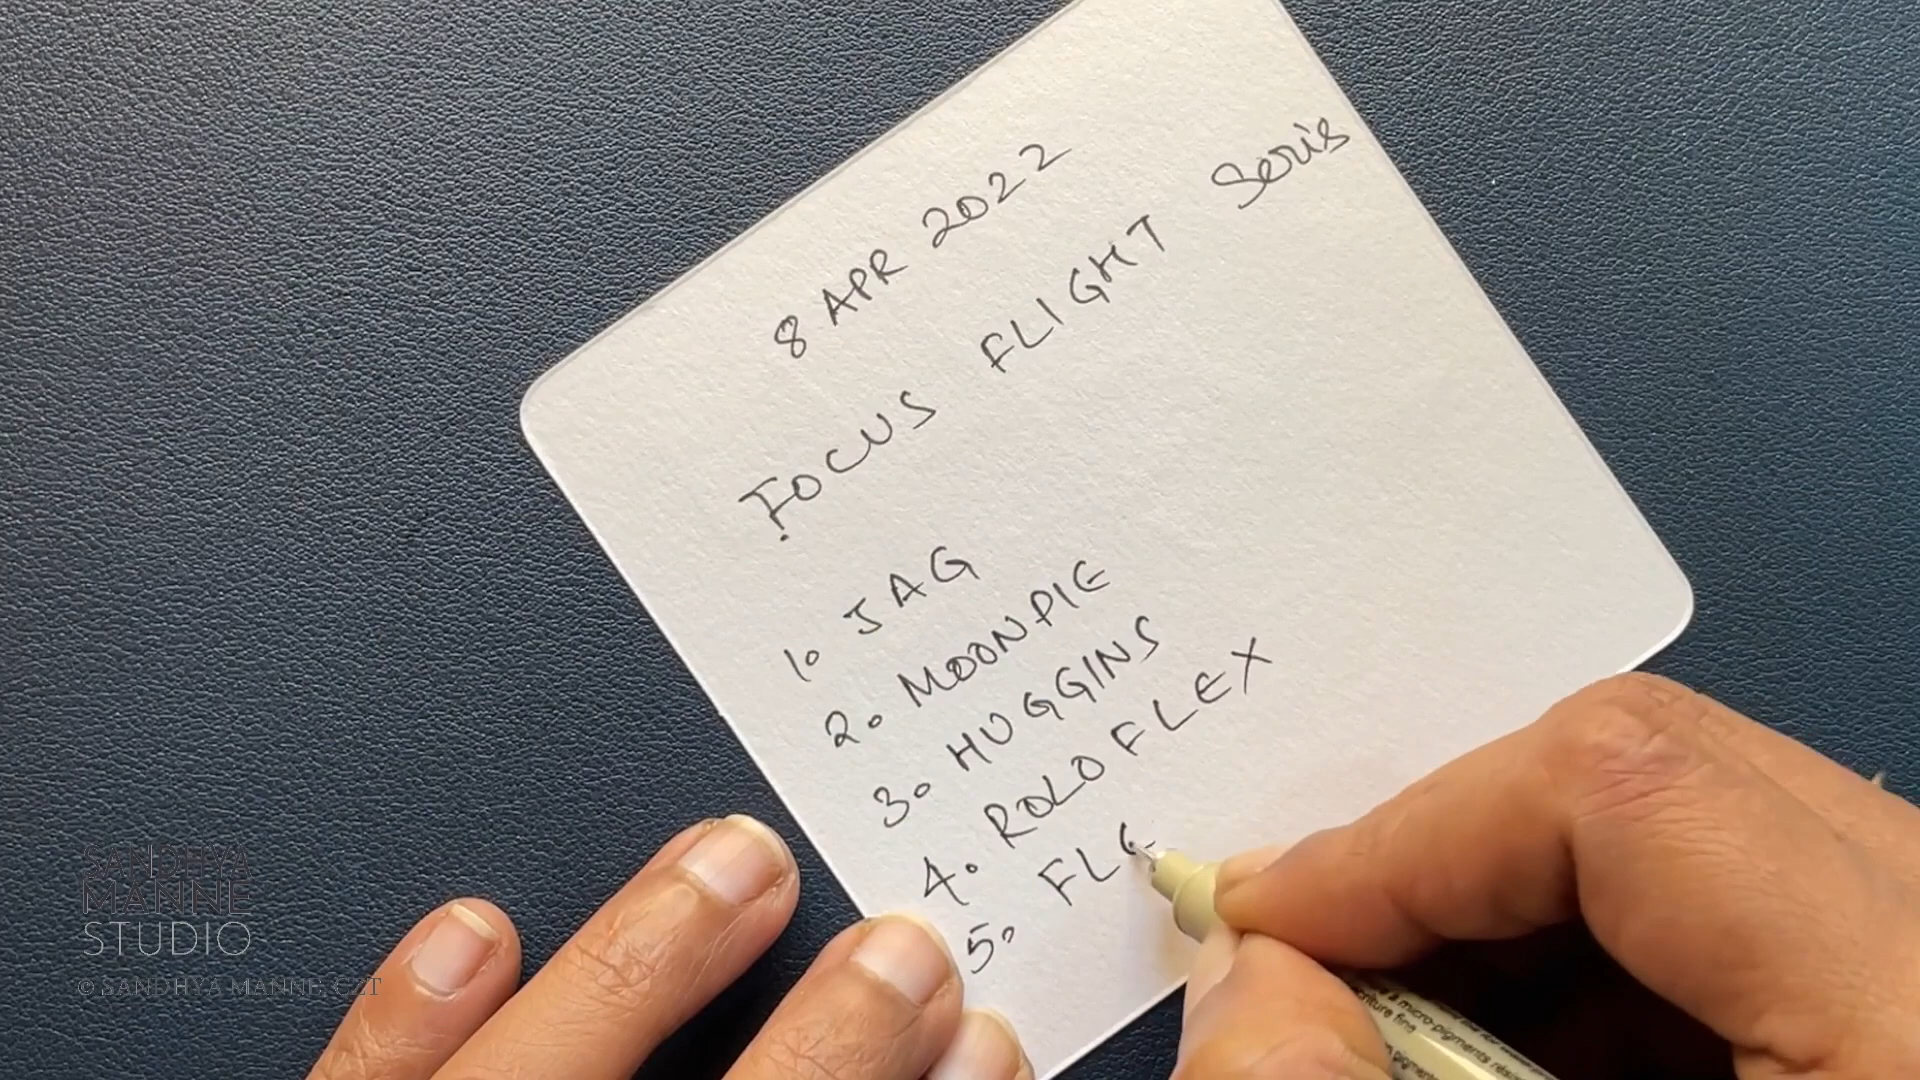 8 APR 2022
FOCUS FLIGHT Seris
1. JAG
2. MOONPIE
3. HUGGINS
4. ROLOFLEX
5. FLC
SANDHYA
MANNE
STUDIO
© SANDHYA MANNE, CZT